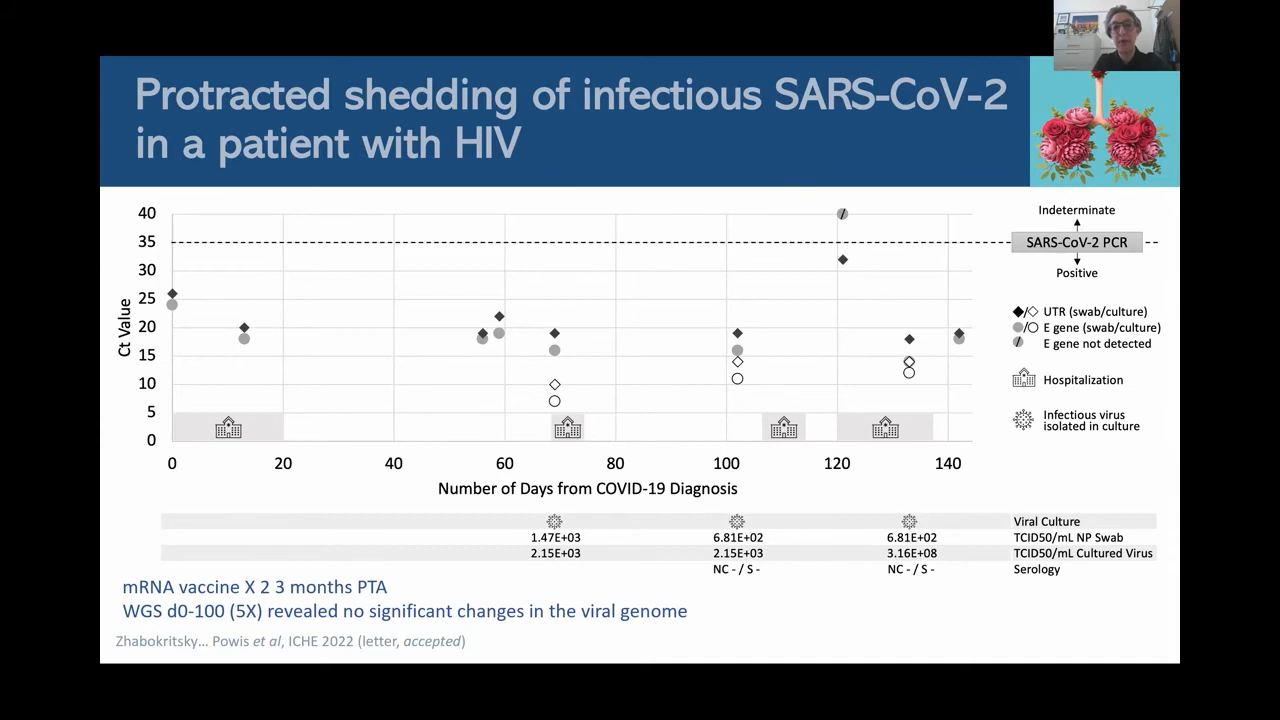 Protracted shedding of infectious SARS-CoV-2
in a patient with HIV
40
35
30
25
20
15
10
5
0
Ct Value
0 20 40 60 80 100 120 140
Number of Days from COVID-19 Diagnosis
Indeterminate
SARS-CoV-2 PCR
Positive
UTR (swab/culture)
E gene (swab/culture)
E gene not detected
Hospitalization
Infectious virus
isolated in culture
Viral Culture
1.47E+03 6.81E+02 6.81E+02 TCID50/mL NP Swab
2.15E+03 2.15E+03 3.16E+08 TCID50/mL Cultured Virus
NC - / S - NC - / S - Serology
mRNA vaccine X 2 3 months PTA
WGS d0-100 (5X) revealed no significant changes in the viral genome
Zhabokritsky... Powis et al, ICHE 2022 (letter, accepted)